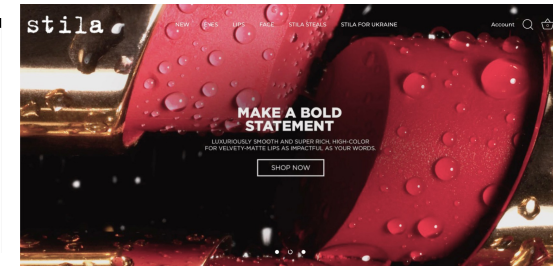 stila
NEW EYES LIPS FACE STILA STEALS STILA FOR UKRAINE Account
MAKE A BOLD
STATEMENT
LUXURIOUSLY SMOOTH AND SUPER RICH, HIGH-COLOR
FOR VELVETY-MATTE LIPS AS IMPACTFUL AS YOUR WORDS.
SHOP NOW